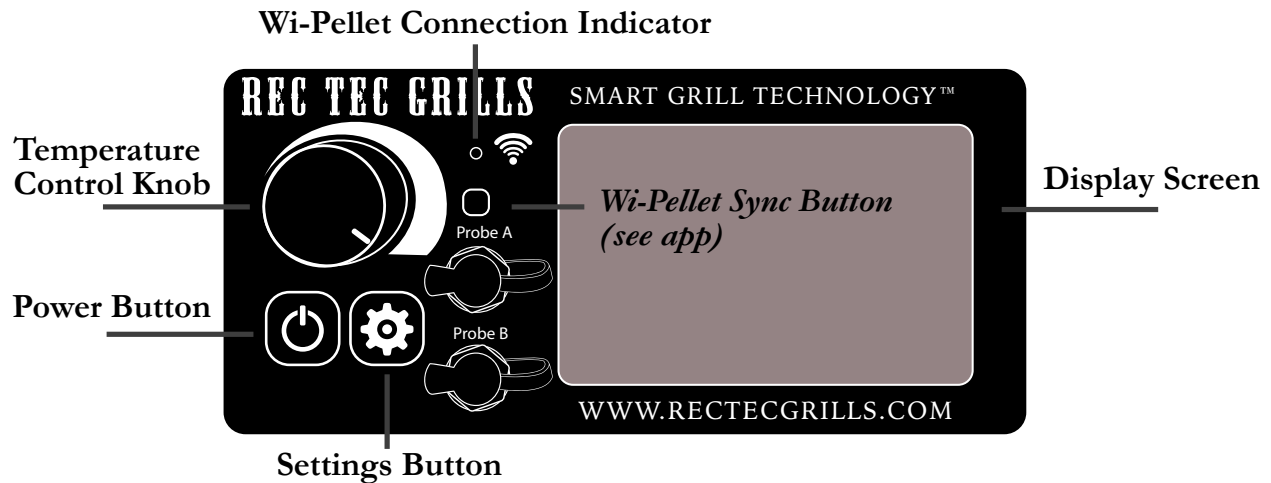 Wi-Pellet Connection Indicator
REC TEC GRILLS
SMART GRILL TECHNOLOGY™
Temperature
Control Knob
Wi-Pellet Sync Button
(see app)
Display Screen
Probe A
Power Button
Probe B
WWW.RECTECGRILLS.COM
Settings Button